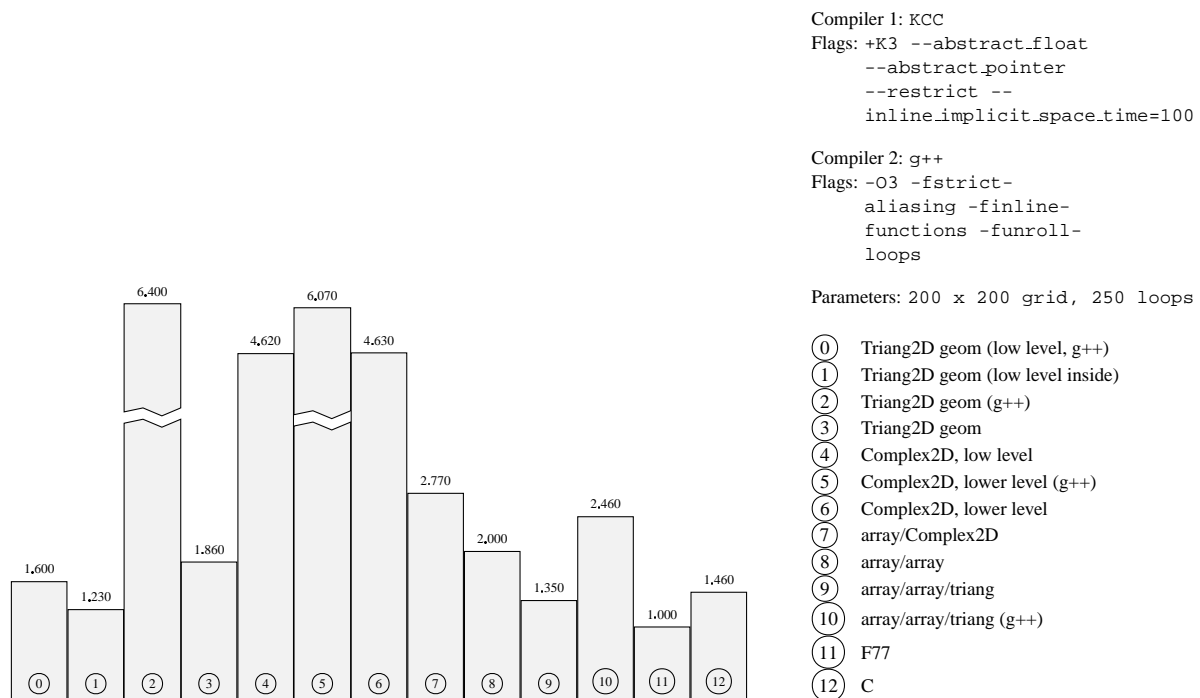 Compiler 1: KCC
Flags: +K3 --abstract_float
--abstract_pointer
--restrict --
inline_implicit_space_time=100
Compiler 2: g++
Flags: -O3 -fstrict-
aliasing -finline-
functions -funroll-
loops
Parameters: 200 x 200 grid, 250 loops
0 Triang2D geom (low level, g++)
1 Triang2D geom (low level inside)
2 Triang2D geom (g++)
3 Triang2D geom
4 Complex2D, low level
5 Complex2D, lower level (g++)
6 Complex2D, lower level
7 array/Complex2D
8 array/array
9 array/array/triang
10 array/array/triang (g++)
11 F77
12 C
6.400
6.070
4.620
4.630
2.770
2.460
2.000
1.860
1.600
1.460
1.350
1.230
1.000
0 1 2 3 4 5 6 7 8 9 10 11 12